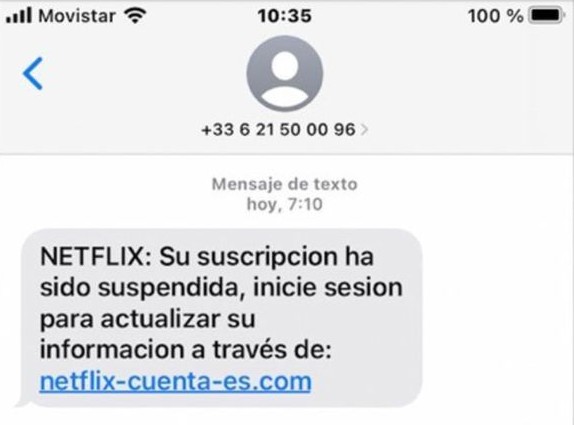 Movistar 10:35 100 %
+33 6 21 50 00 96
Mensaje de texto
hoy, 7:10
NETFLIX: Su suscripcion ha
sido suspendida, inicie sesion
para actualizar su
informacion a través de:
netflix-cuenta-es.com